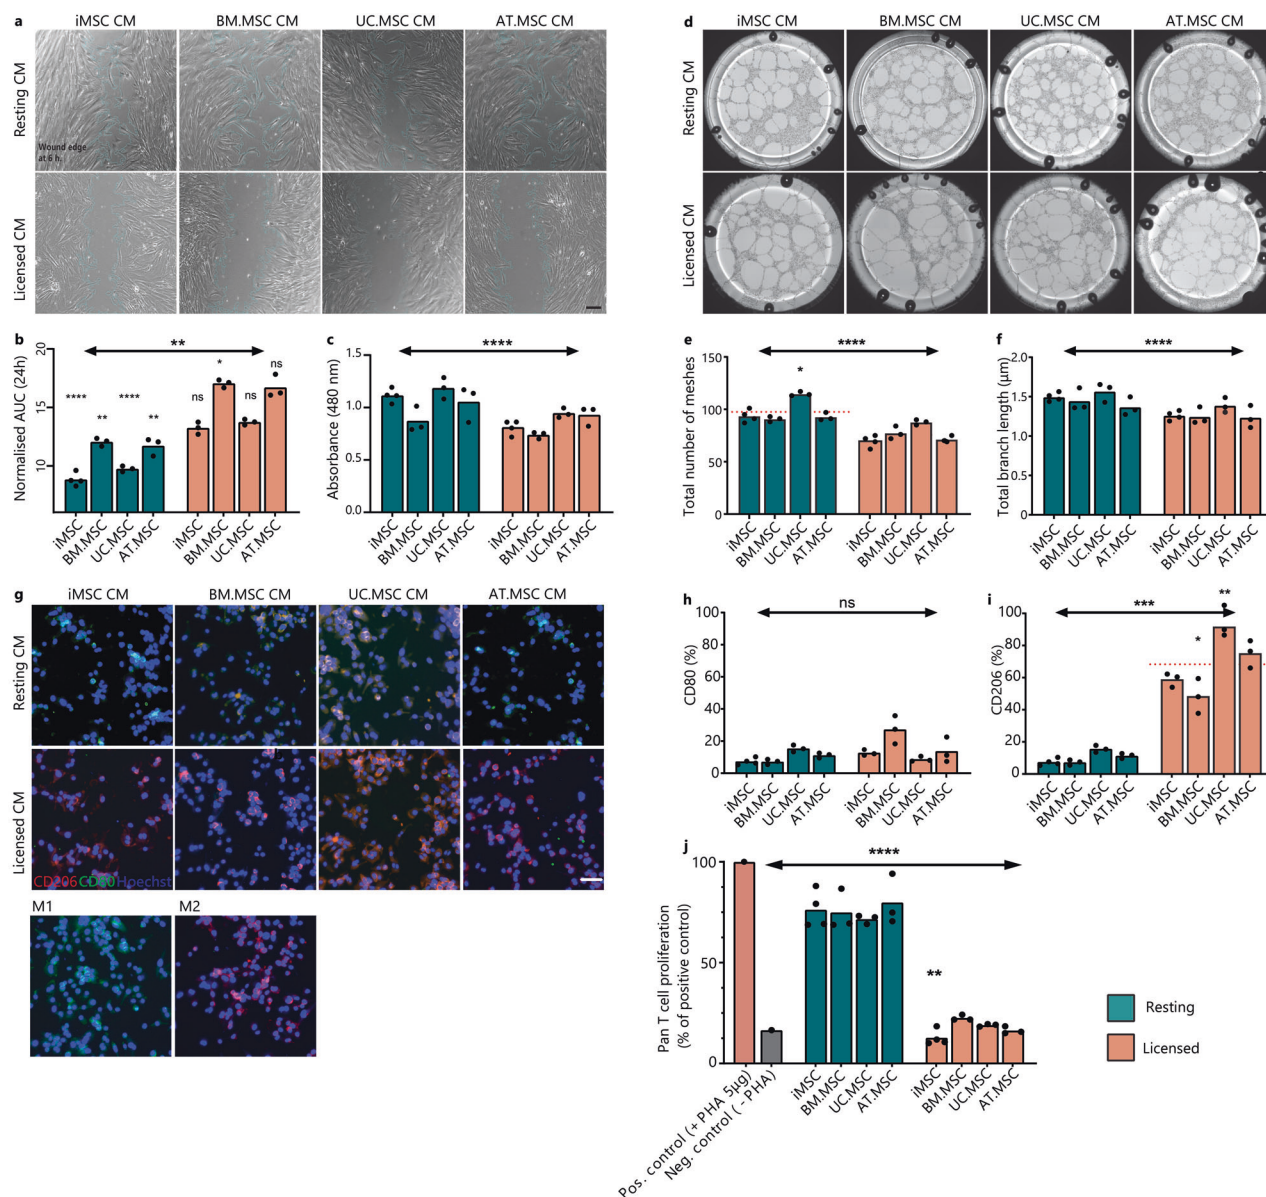 a
iMSC CM BM.MSC CM UC.MSC CM AT.MSC CM
Resting CM
Wound edge
at 6 h.
Licensed CM
d
iMSC CM BM.MSC CM UC.MSC CM AT.MSC CM
Resting CM
Licensed CM
b
Normalised AUC (24h)
20
15
10
**
**** ** **** ** ns * ns ns
iMSC BM.MSC UC.MSC AT.MSC iMSC BM.MSC UC.MSC AT.MSC
c
Absorbance (480 nm)
1.5
1.0
0.5
0.0
****
iMSC BM.MSC UC.MSC AT.MSC iMSC BM.MSC UC.MSC AT.MSC
e
Total number of meshes
150
100
50
0
****
*
iMSC BM.MSC UC.MSC AT.MSC iMSC BM.MSC UC.MSC AT.MSC
f
Total branch length (μm)
2.0
1.5
1.0
0.5
0.0
****
iMSC BM.MSC UC.MSC AT.MSC iMSC BM.MSC UC.MSC AT.MSC
g
iMSC CM BM.MSC CM UC.MSC CM AT.MSC CM
Resting CM
Licensed CM
CD206 CD80 Hoechst
M1 M2
h
CD80 (%)
100
80
60
40
20
0
ns
iMSC BM.MSC UC.MSC AT.MSC iMSC BM.MSC UC.MSC AT.MSC
i
CD206 (%)
100
80
60
40
20
0
***
* **
iMSC BM.MSC UC.MSC AT.MSC iMSC BM.MSC UC.MSC AT.MSC
j
Pan T cell proliferation
(% of positive control)
100
50
0
****
**
Pos. control (+ PHA 5μg)
Neg. control (- PHA)
iMSC BM.MSC UC.MSC AT.MSC iMSC BM.MSC UC.MSC AT.MSC
Resting
Licensed